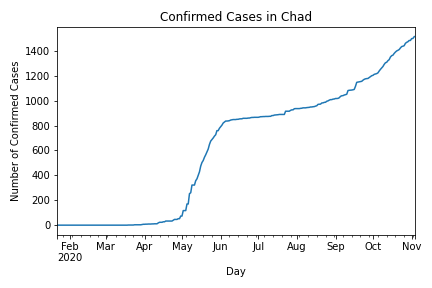 Confirmed Cases in Chad
Number of Confirmed Cases
1400
1200
1000
800
600
400
200
0
Feb Mar Apr May Jun Jul Aug Sep Oct Nov
2020
Day